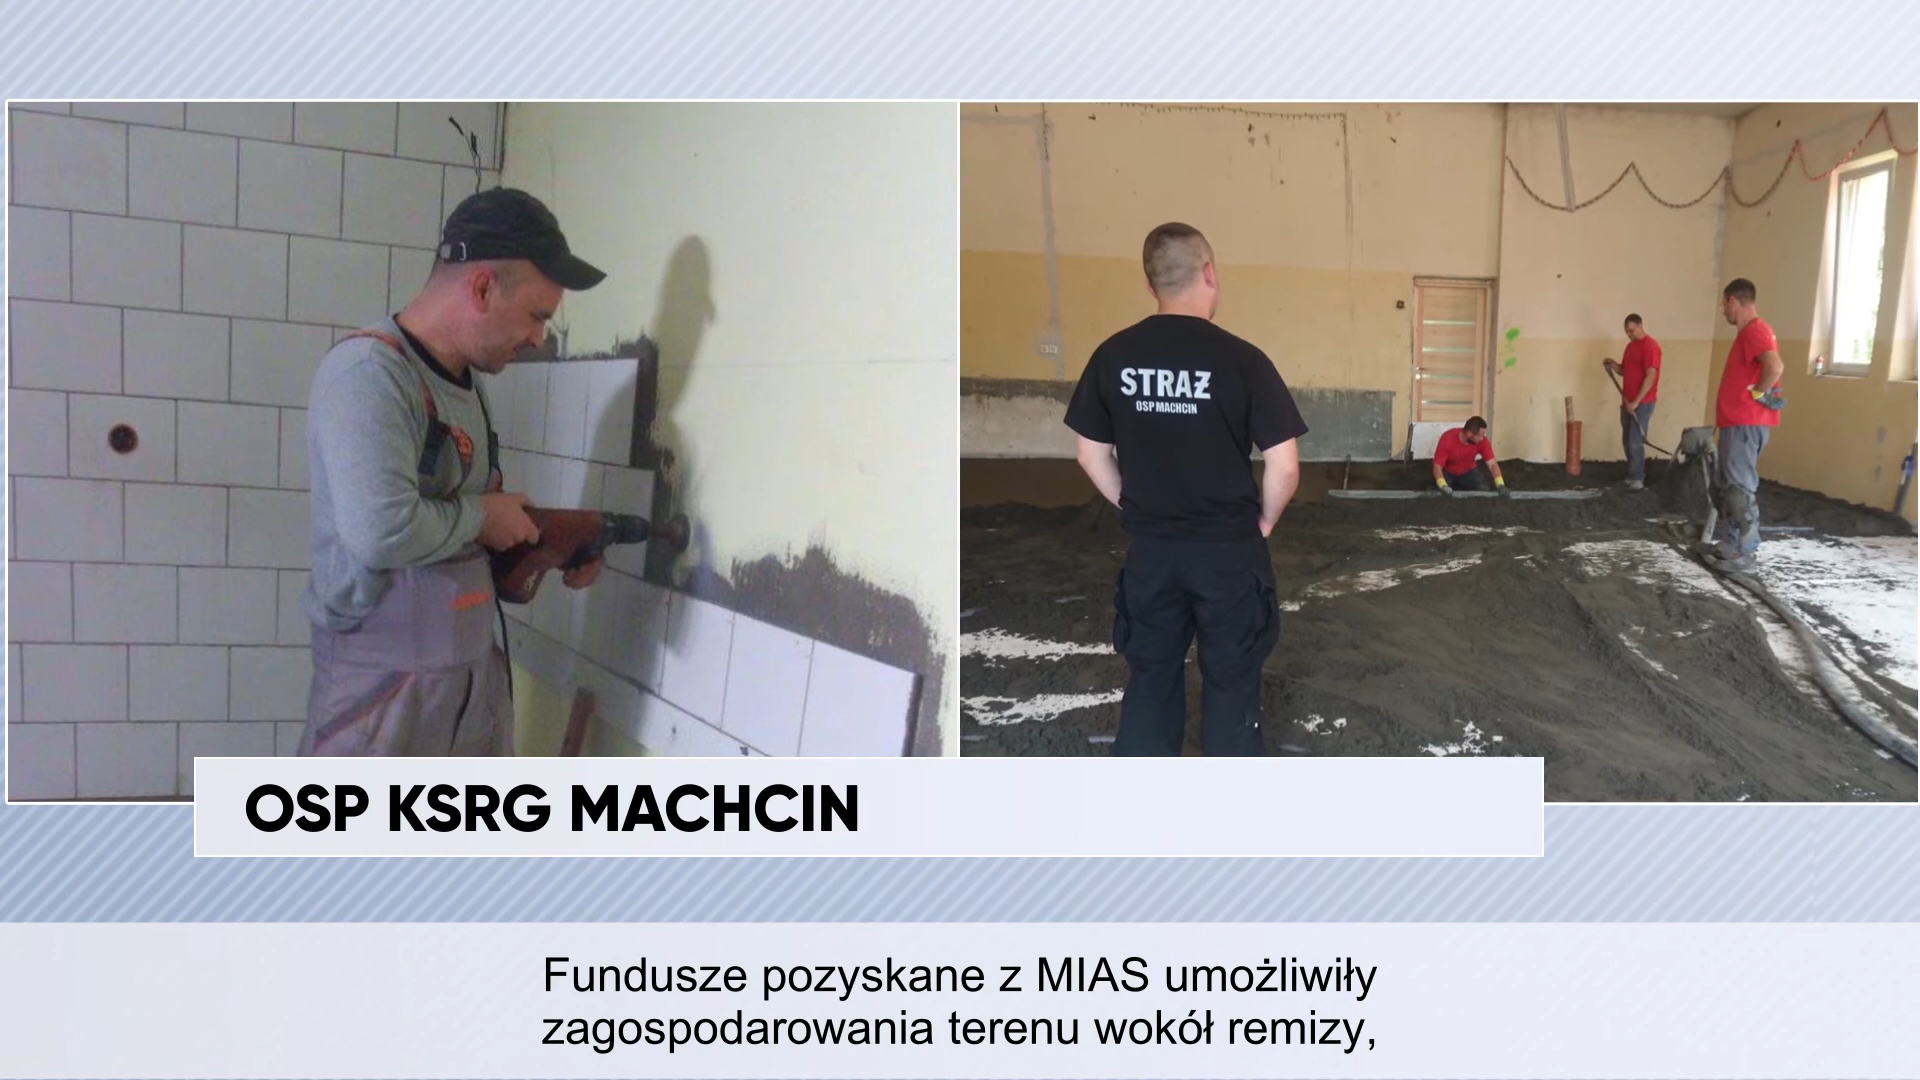 STRAŻ
OSP MACHCIN
OSP KSRG MACHCIN
Fundusze pozyskane z MIAS umożliwiły
zagospodarowania terenu wokół remizy,